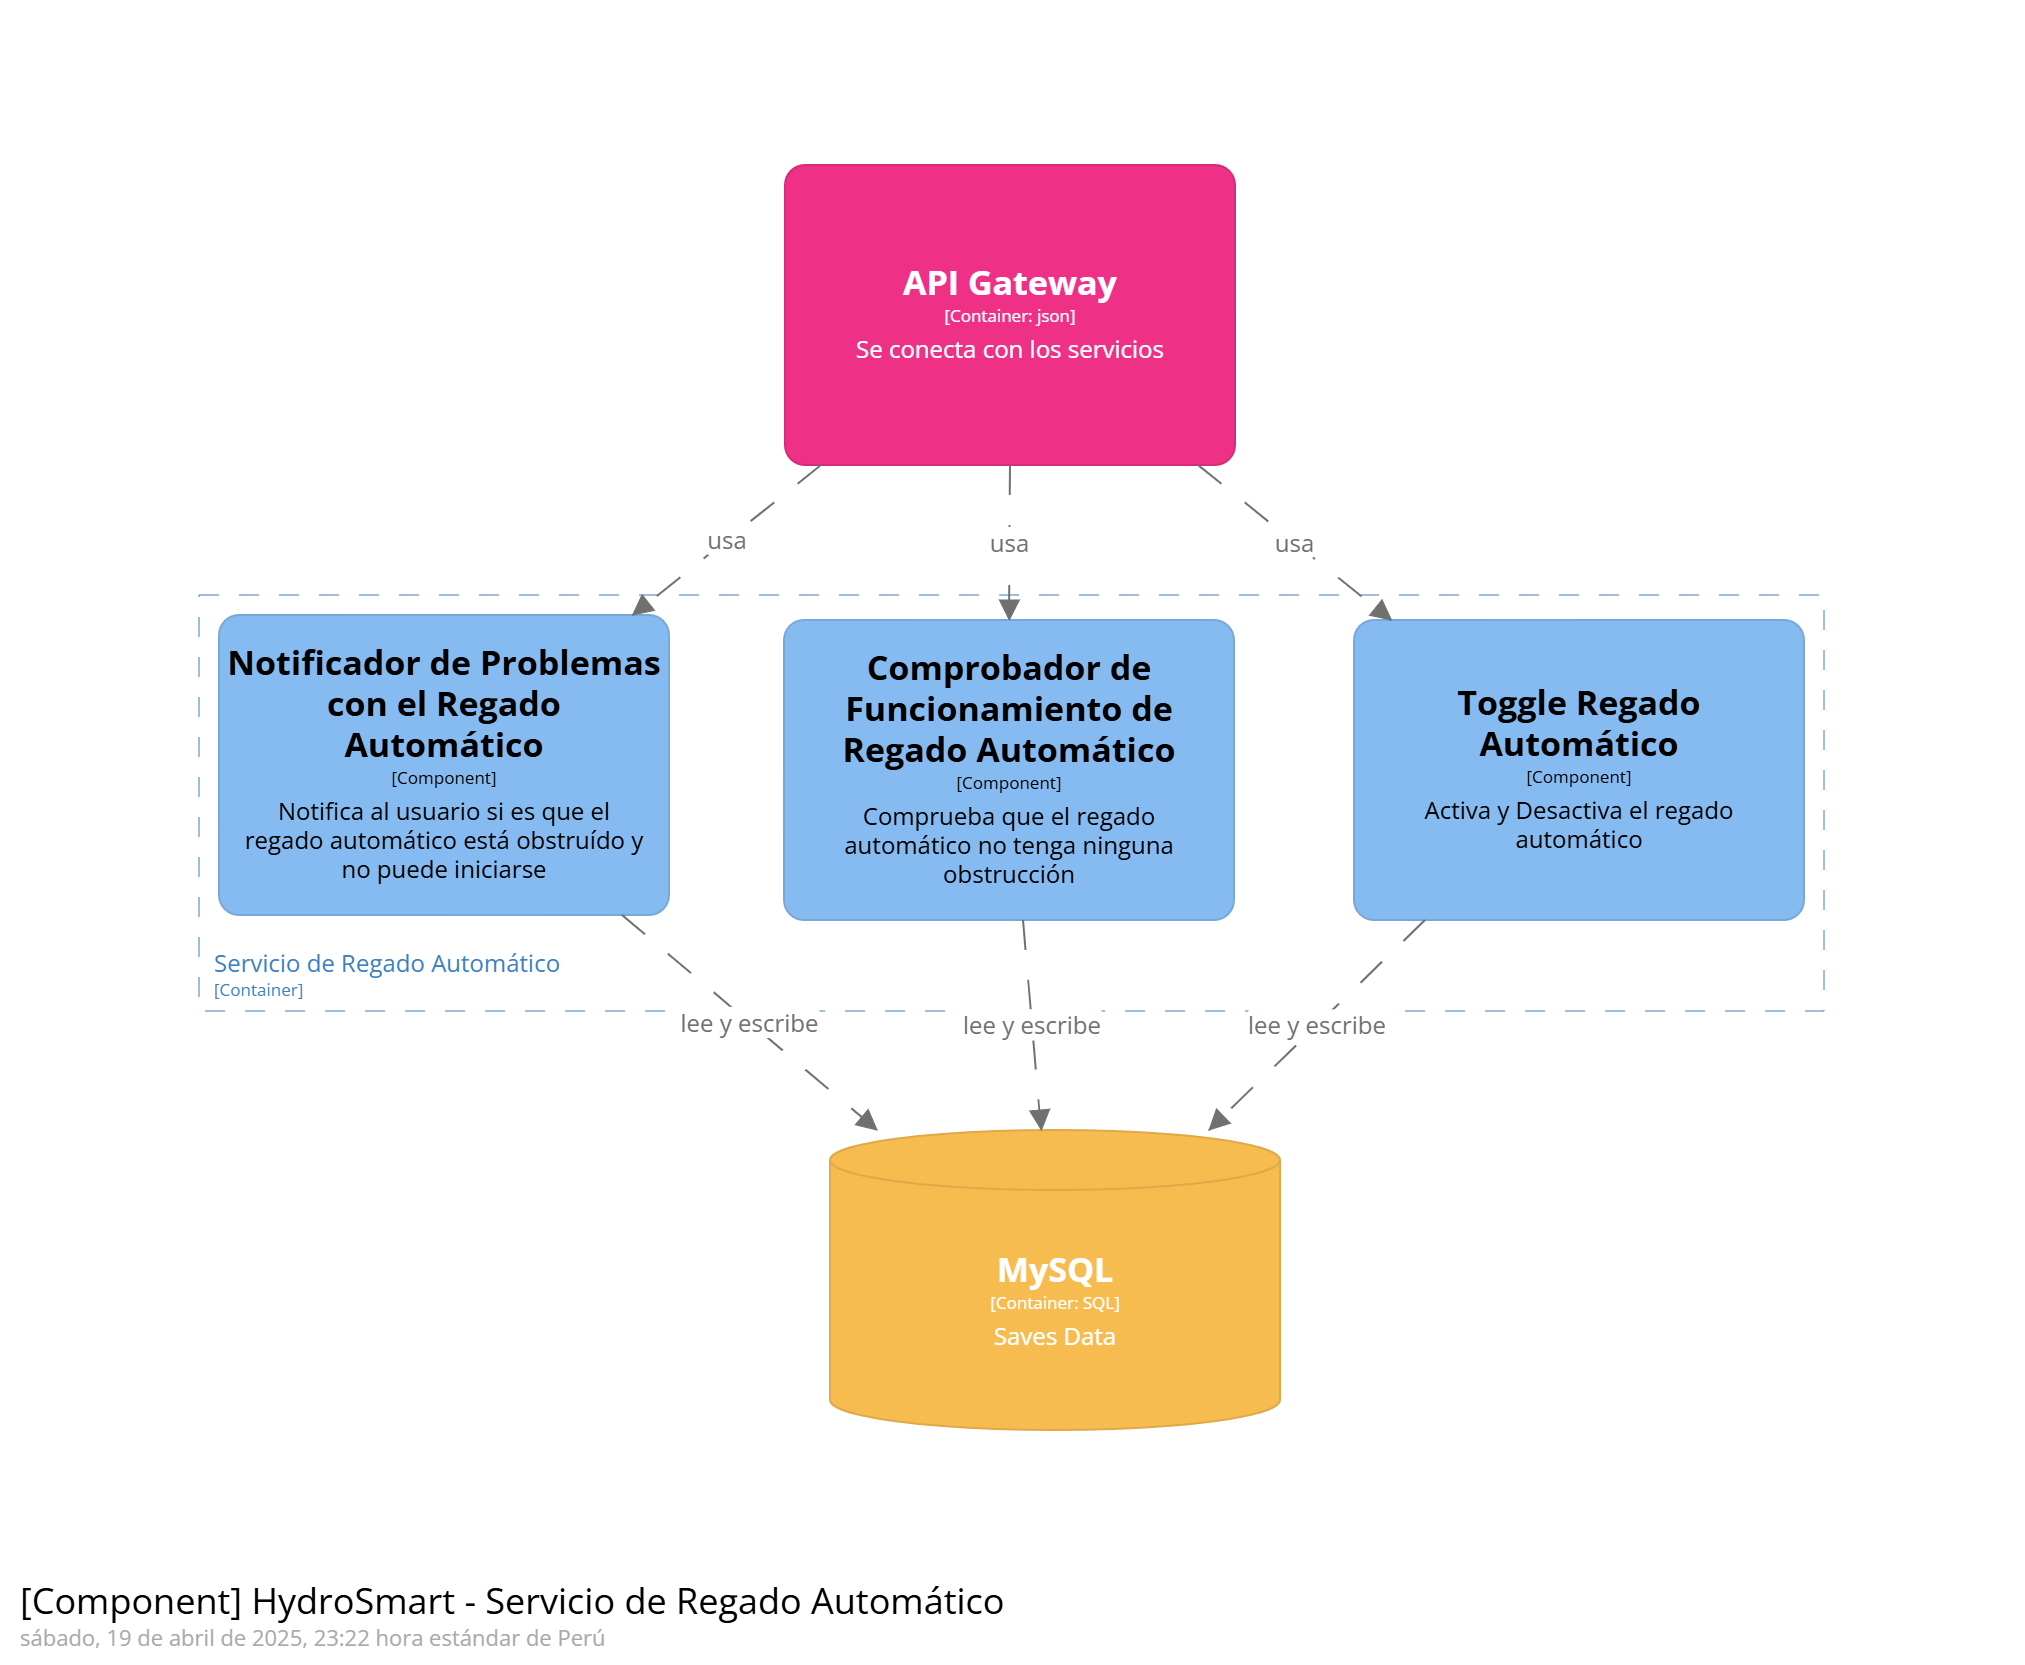 API Gateway
[Container: json]
Se conecta con los servicios
usa
usa
usa
Notificador de Problemas
con el Regado
Automático
[Component]
Notifica al usuario si es que el
regado automático está obstruído y
no puede iniciarse
Comprobador de
Funcionamiento de
Regado Automático
[Component]
Comprueba que el regado
automático no tenga ninguna
obstrucción
Toggle Regado
Automático
[Component]
Activa y Desactiva el regado
automático
Servicio de Regado Automático
[Container]
lee y escribe
lee y escribe
lee y escribe
MySQL
[Container: SQL]
Saves Data
[Component] HydroSmart - Servicio de Regado Automático
sábado, 19 de abril de 2025, 23:22 hora estándar de Perú